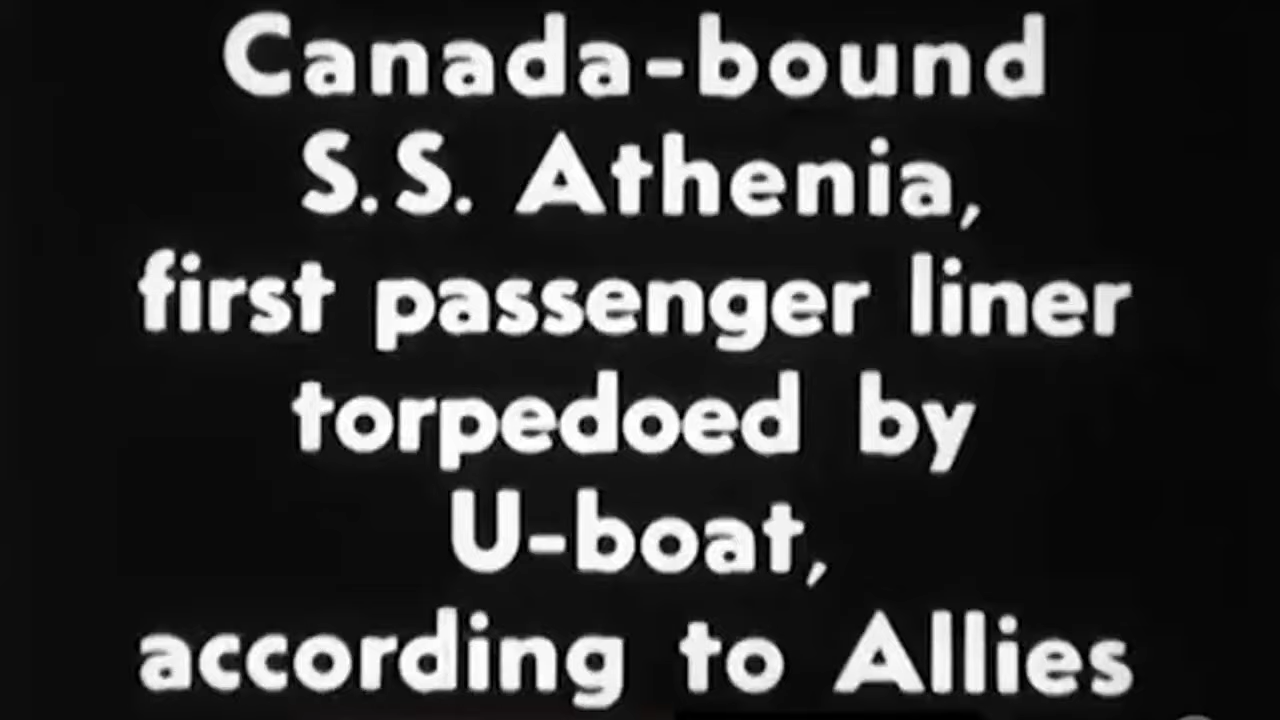 Canada-bound
S.S. Athenia,
first passenger liner
torpedoed by
U-boat,
according to Allies